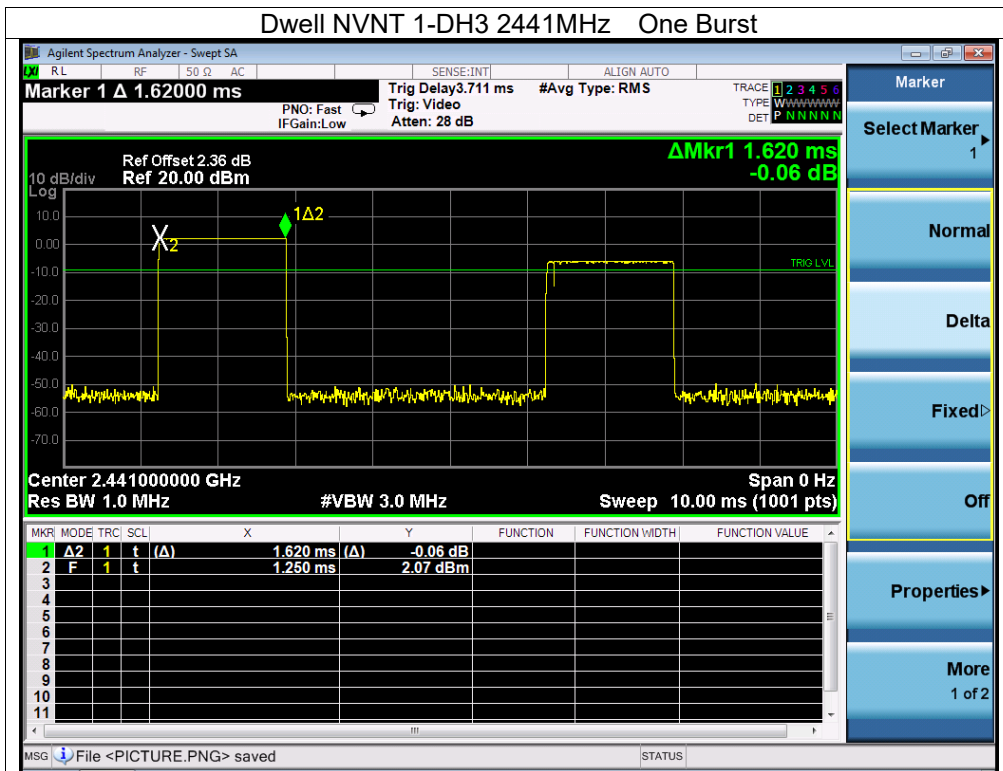 Dwell NVNT 1-DH3 2441MHz One Burst
Agilent Spectrum Analyzer - Swept SA
LXI RL RF 50 Ω AC SENSE:INT ALIGN AUTO
Marker 1 Δ 1.62000 ms
PNO: Fast
IFGain:Low
Trig Delay3.711 ms
Trig: Video
Atten: 28 dB
#Avg Type: RMS
TRACE 1 2 3 4 5 6
TYPE WWWWWW
DET P N N N N N
ΔMkr1 1.620 ms
-0.06 dB
Ref Offset 2.36 dB
10 dB/div Ref 20.00 dBm
Log
10.0
0.00
-10.0
-20.0
-30.0
-40.0
-50.0
-60.0
-70.0
1Δ2
X2
TRIG LVL
Center 2.441000000 GHz Span 0 Hz
Res BW 1.0 MHz #VBW 3.0 MHz Sweep 10.00 ms (1001 pts)
MKR MODE TRC SCL X Y FUNCTION FUNCTION WIDTH FUNCTION VALUE
1 Δ2 1 t (Δ) 1.620 ms (Δ) -0.06 dB
2 F 1 t 1.250 ms 2.07 dBm
3
4
5
6
7
8
9
10
11
MSG File <PICTURE.PNG> saved STATUS
Marker
Select Marker
1
Normal
Delta
Fixed
Off
Properties
More
1 of 2